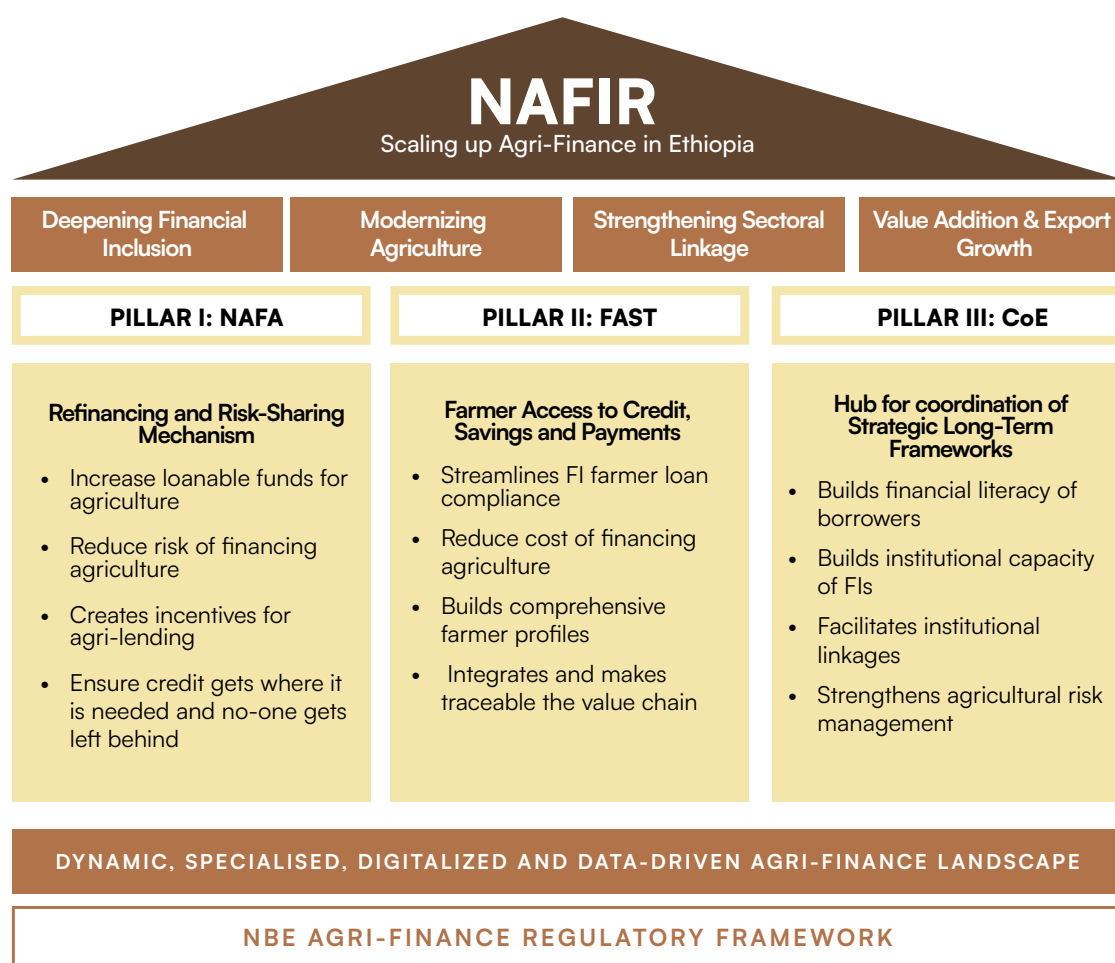 NAFIR
Scaling up Agri-Finance in Ethiopia
Deepening Financial
Inclusion
Modernizing
Agriculture
Strengthening Sectoral
Linkage
Value Addition & Export
Growth
PILLAR I: NAFA
PILLAR II: FAST
PILLAR III: CoE
Refinancing and Risk-Sharing
Mechanism
• Increase loanable funds for
agriculture
• Reduce risk of financing
agriculture
• Creates incentives for
agri-lending
• Ensure credit gets where it
is needed and no-one gets
left behind
Farmer Access to Credit,
Savings and Payments
• Streamlines FI farmer loan
compliance
• Reduce cost of financing
agriculture
• Builds comprehensive
farmer profiles
• Integrates and makes
traceable the value chain
Hub for coordination of
Strategic Long-Term
Frameworks
• Builds financial literacy of
borrowers
• Builds institutional capacity
of FIs
• Facilitates institutional
linkages
• Strengthens agricultural risk
management
DYNAMIC, SPECIALISED, DIGITALIZED AND DATA-DRIVEN AGRI-FINANCE LANDSCAPE
NBE AGRI-FINANCE REGULATORY FRAMEWORK